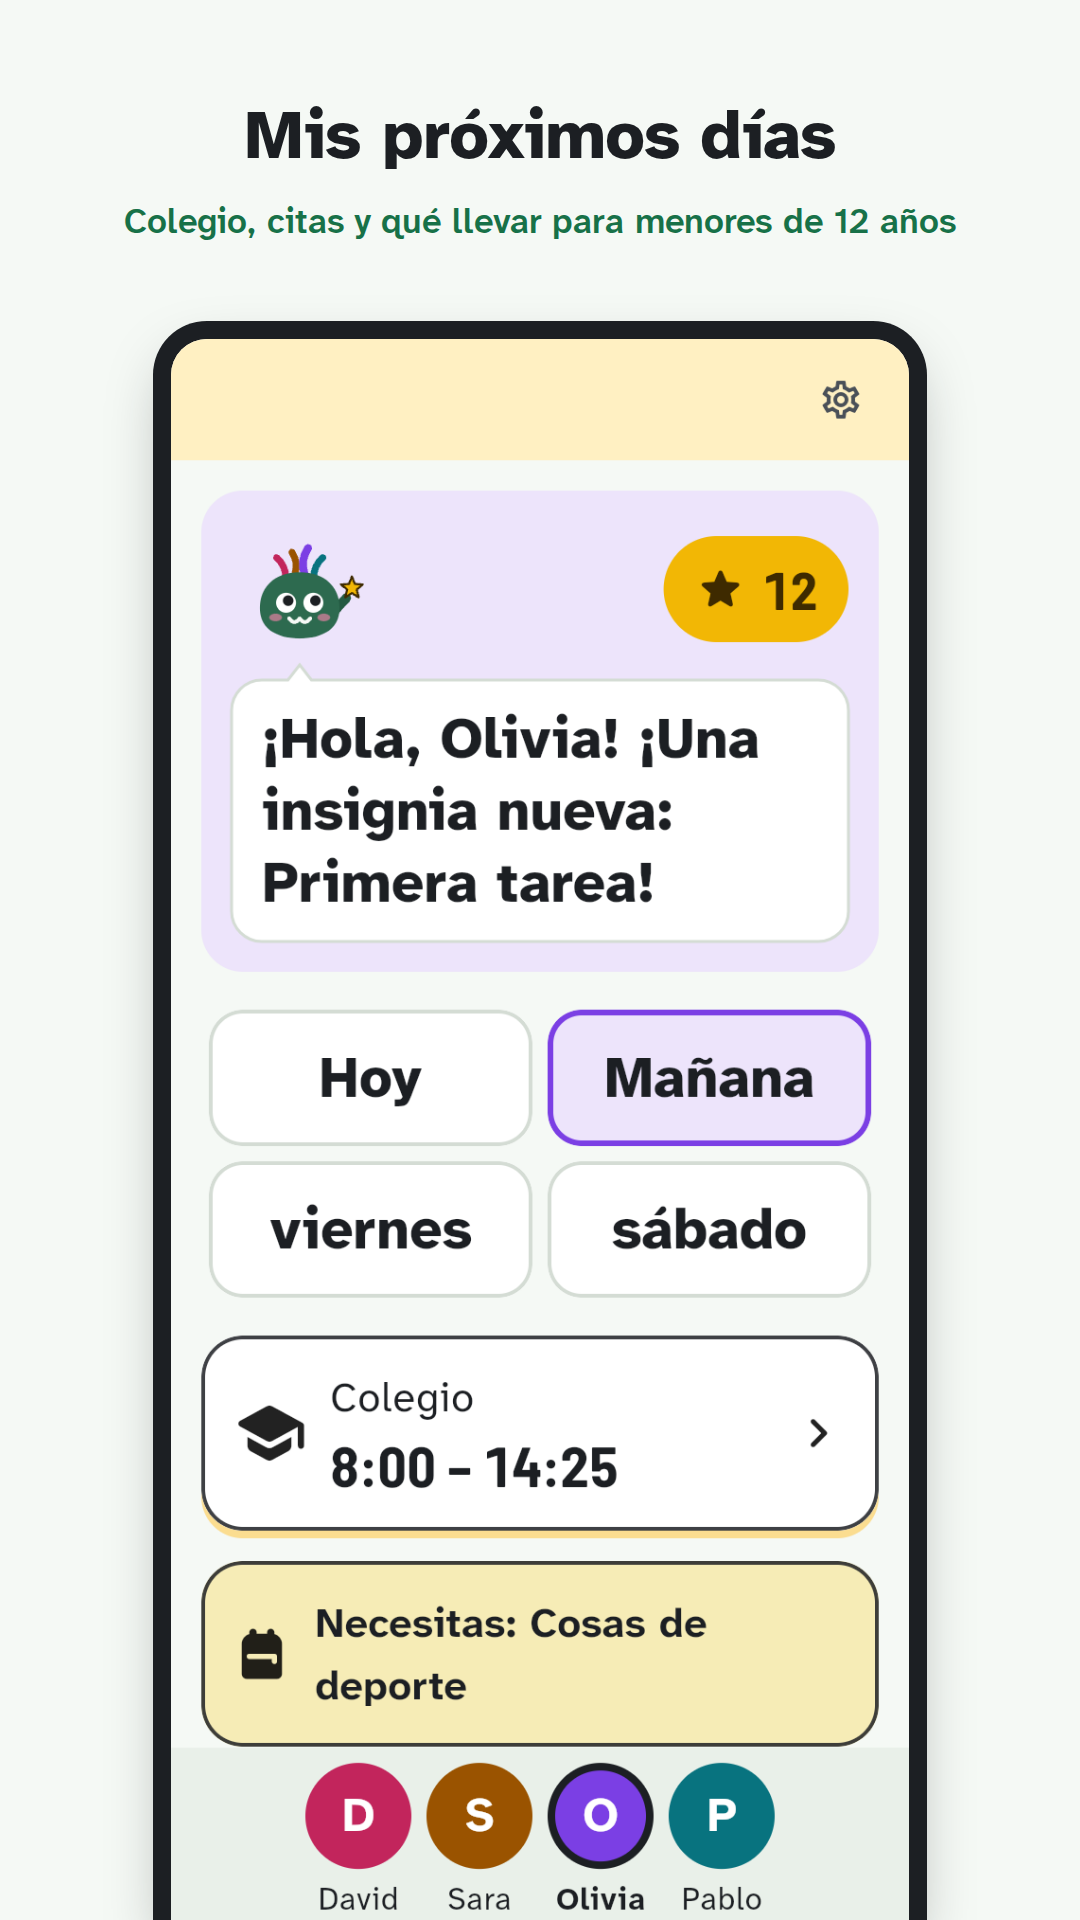 Mis próximos días
Colegio, citas y qué llevar para menores de 12 años
12
¡Hola, Olivia! ¡Una
insignia nueva:
Primera tarea!
Hoy
Mañana
viernes
sábado
Colegio
8:00 – 14:25
Necesitas: Cosas de
deporte
D
S
O
P
David
Sara
Olivia
Pablo